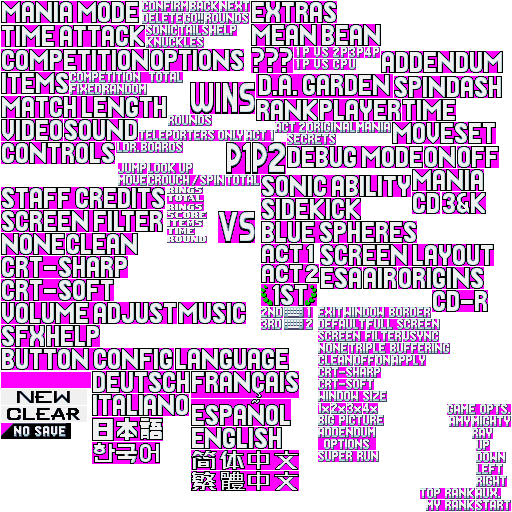 MANIA MODE
CONFIRM BACK NEXT
DELETE GO! ROUNDS
EXTRAS
TIME ATTACK
SONIC TAILS HELP
KNUCKLES
MEAN BEAN
COMPETITION OPTIONS
???
1P VS 2P 3P 4P
1P VS CPU
ADDENDUM
ITEMS
COMPETITION TOTAL
FIXED RANDOM
WINS
D.A. GARDEN
SPINDASH
MATCH LENGTH
RANK PLAYER TIME
VIDEO SOUND
ROUNDS
TELEPORTERS ONLY ACT 1
ACT 2 ORIGINAL MANIA
SECRETS
MOVESET
CONTROLS
LDR. BOARDS
P1 P2
DEBUG MODE ON OFF
JUMP LOOK UP
MOVE CROUCH / SPIN TOTAL
SONIC ABILITY
MANIA
STAFF CREDITS
RINGS
TOTAL
RINGS
SCORE
ITEMS
TIME
ROUND
VS
SIDEKICK
CD 3&K
SCREEN FILTER
BLUE SPHERES
NONE CLEAN
ACT 1
SCREEN LAYOUT
CRT-SHARP
ACT 2
ESAAIR ORIGINS
CRT-SOFT
1ST
CD-R
VOLUME ADJUST MUSIC
2ND 1
3RD 2
EXIT WINDOW BORDER
DEFAULT FULL SCREEN
SFX HELP
SCREEN FILTER VSYNC
NONE TRIPLE BUFFERING
BUTTON CONFIG LANGUAGE
CLEAN OFF ON APPLY
CRT-SHARP
CRT-SOFT
WINDOW SIZE
DEUTSCH FRANÇAIS
NEW
CLEAR
NO SAVE
ITALIANO
ESPAÑOL
日本語
ENGLISH
한국어
简体中文
繁體中文
1× 2× 3× 4×
BIG PICTURE
ADDENDUM
OPTIONS
SUPER RUN
GAME OPTS.
AMY MIGHTY
RAY
UP
DOWN
LEFT
RIGHT
TOP RANK AUX.
MY RANK START